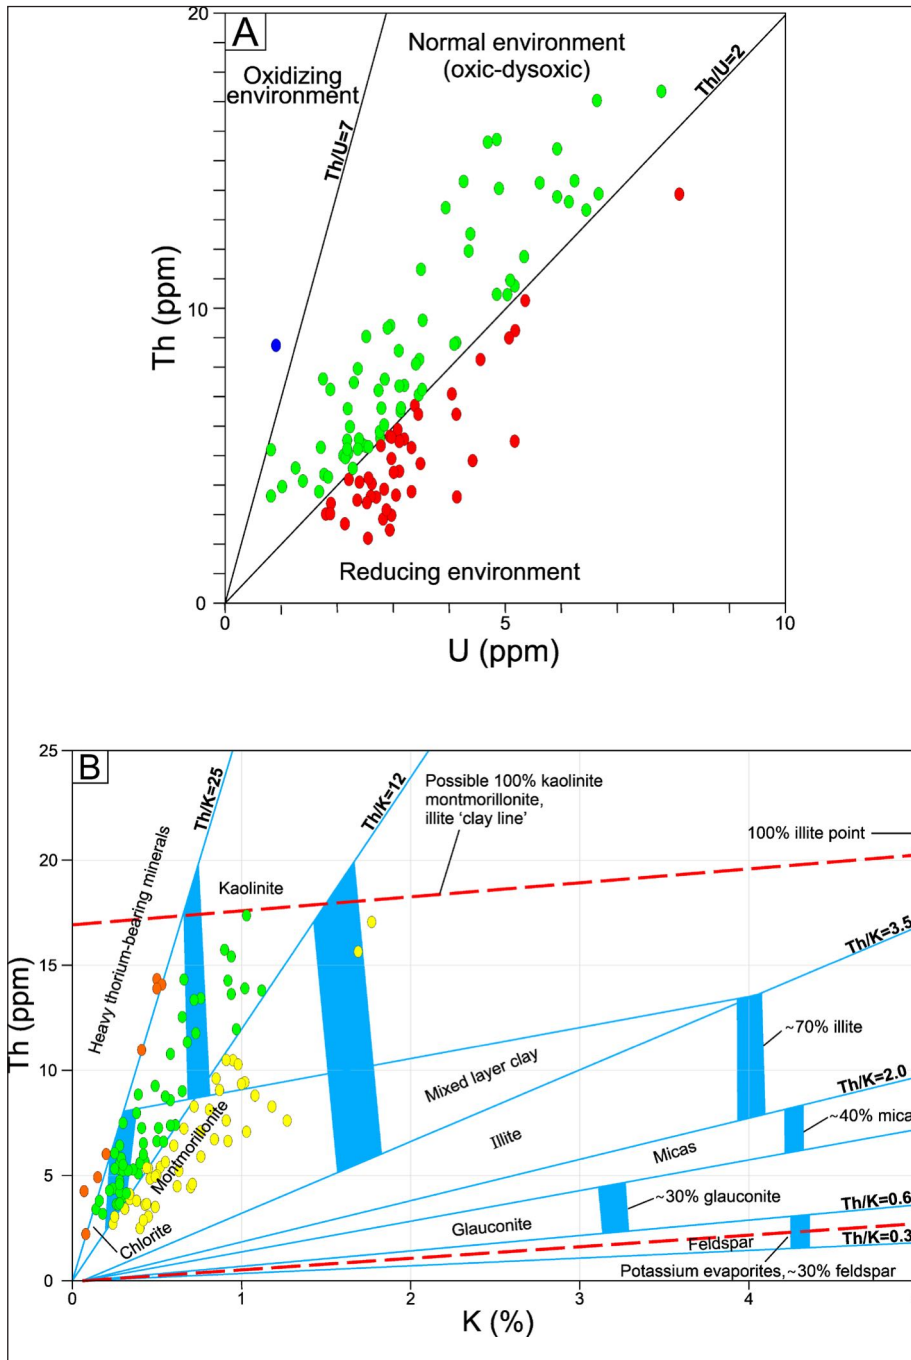 A
20
Oxidizing
environment
Normal environment
(oxic-dysoxic)
Th/U=7
Th/U=2
Th (ppm)
10
Reducing environment
0
0
5
10
U (ppm)
B
25
Th/K=25
Th/K=12
Possible 100% kaolinite
montmorillonite,
illite ‘clay line’
100% illite point
Heavy thorium-bearing minerals
20
Kaolinite
Th/K=3.5
15
Th (ppm)
~70% illite
10
Mixed layer clay
Th/K=2.0
Montmorillonite
Illite
~40% mica
Micas
5
~30% glauconite
Glauconite
Th/K=0.6
Chlorite
Feldspar
Th/K=0.3
Potassium evaporites,~30% feldspar
0
0
1
2
3
4
K (%)